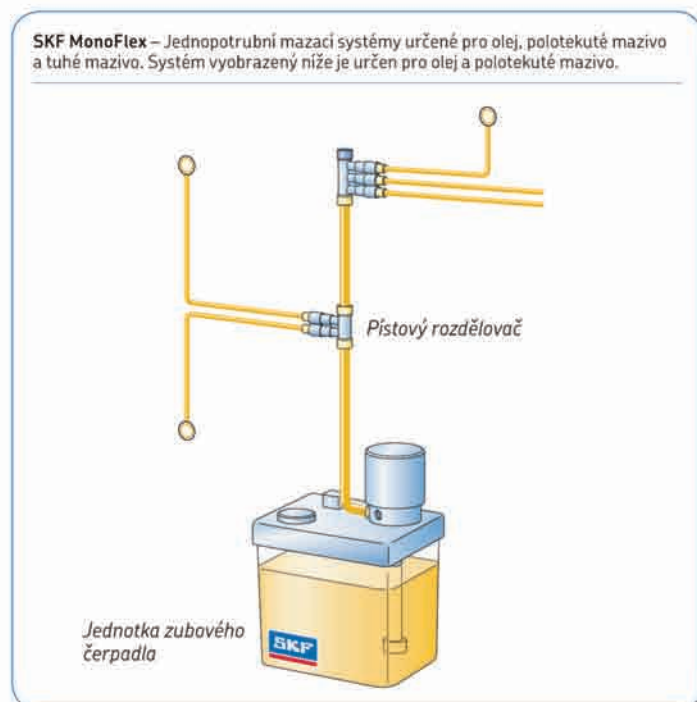 SKF MonoFlex – Jednopotrubní mazací systémy určené pro olej, polotekuté mazivo
a tuhé mazivo. Systém vyobrazený níže je určen pro olej a polotekuté mazivo.
Pístový rozdělovač
Jednotka zubového
čerpadla
SKF